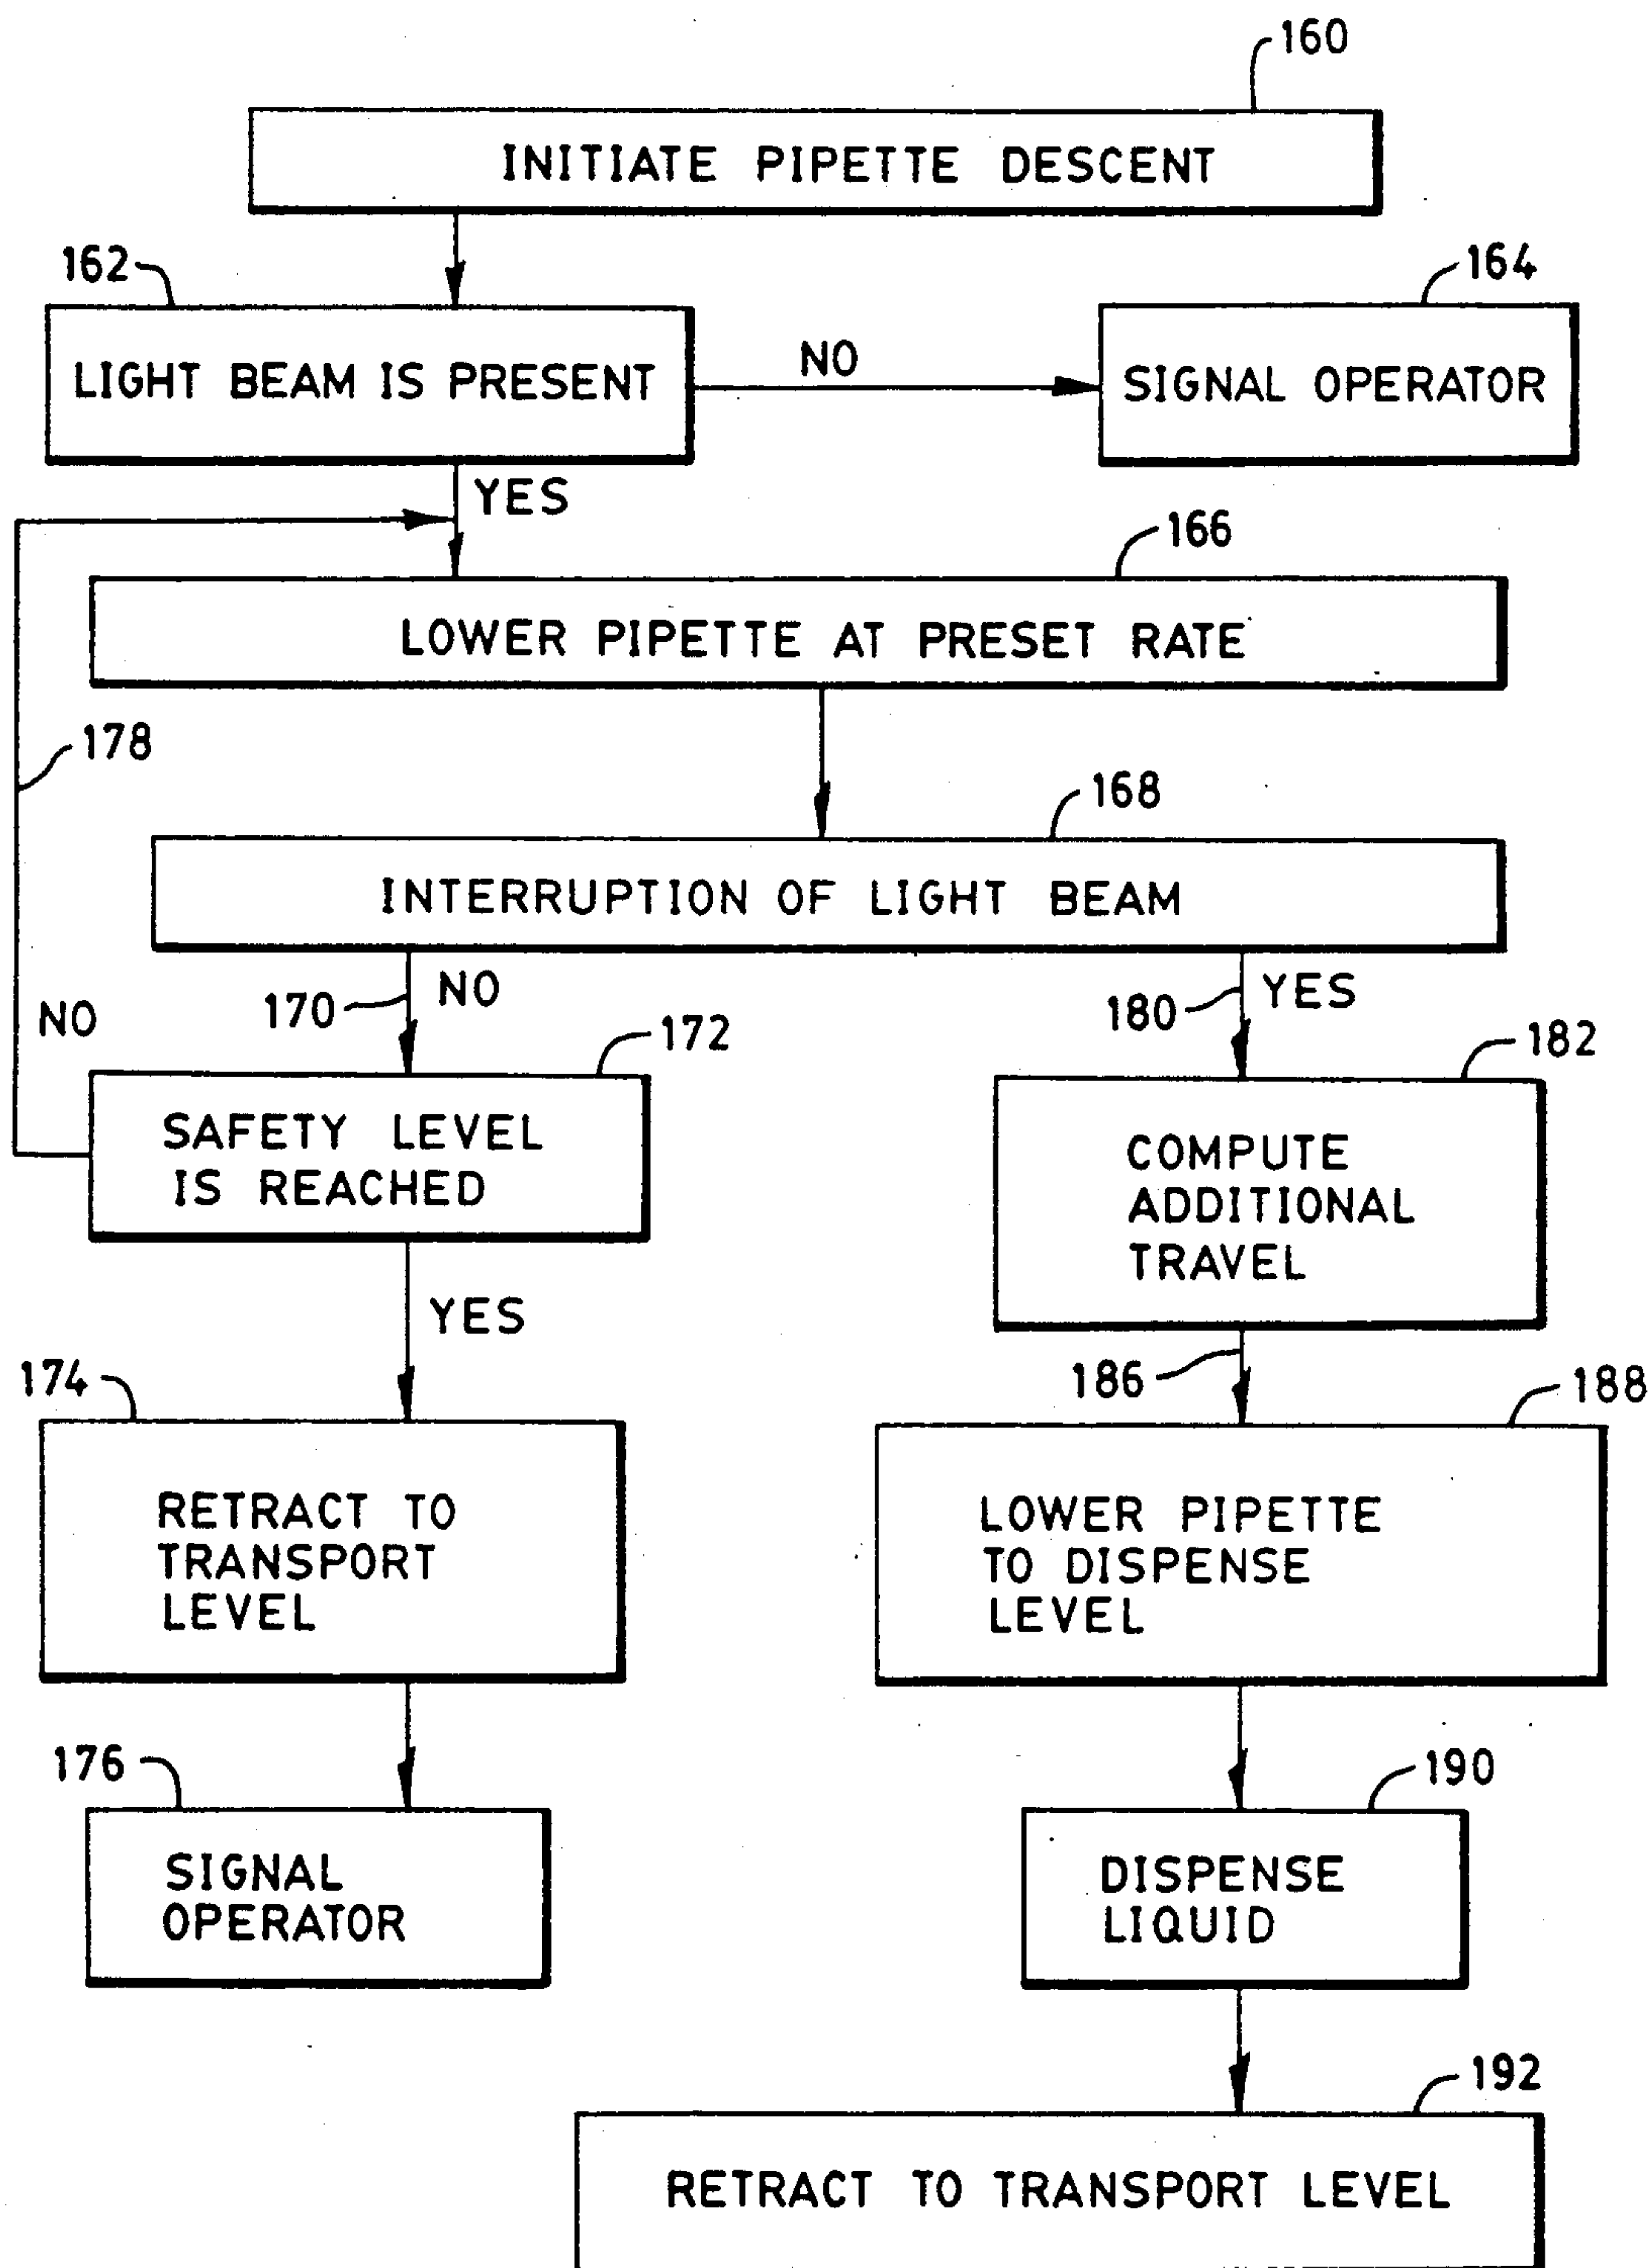 160
INITIATE PIPETTE DESCENT
162
164
LIGHT BEAM IS PRESENT
NO
SIGNAL OPERATOR
YES
166
LOWER PIPETTE AT PRESET RATE
178
168
INTERRUPTION OF LIGHT BEAM
170
NO
180
YES
NO
172
182
SAFETY LEVEL
IS REACHED
COMPUTE
ADDITIONAL
TRAVEL
YES
174
186
188
RETRACT TO
TRANSPORT
LEVEL
LOWER PIPETTE
TO DISPENSE
LEVEL
176
190
SIGNAL
OPERATOR
DISPENSE
LIQUID
192
RETRACT TO TRANSPORT LEVEL